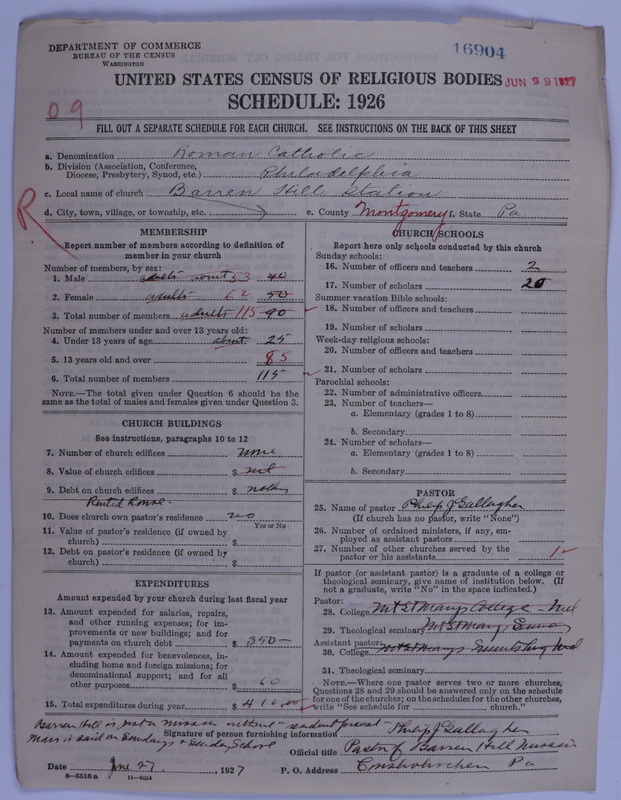 DEPARTMENT OF COMMERCE
BUREAU OF THE CENSUS
WASHINGTON
16904
UNITED STATES CENSUS OF RELIGIOUS BODIES
JUN 29 1927
SCHEDULE: 1926
09
FILL OUT A SEPARATE SCHEDULE FOR EACH CHURCH. SEE INSTRUCTIONS ON THE BACK OF THIS SHEET
a. Denomination Roman Catholic
b. Division (Association, Conference, Diocese, Presbytery, Synod, etc.) Philadelphia
c. Local name of church Barren Hill Station
d. City, town, village, or township, etc. e. County Montgomery f. State Pa
R
MEMBERSHIP
Report number of members according to definition of member in your church
Number of members, by sex:
1. Male adults 53 40
2. Female adults 62 50
3. Total number of members adults 115 90
Number of members under and over 13 years old:
4. Under 13 years of age about 25
5. 13 years old and over 85
6. Total number of members 115
NOTE.—The total given under Question 6 should be same as the total of males and females given under Question 3.
CHURCH BUILDINGS
See instructions, paragraphs 10 to 12
7. Number of church edifices none
8. Value of church edifices $
9. Debt on church edifices $
Rented House
10. Does church own pastor's residence no
Yes or No
11. Value of pastor's residence (if owned by church) $
12. Debt on pastor's residence (if owned by church) $
EXPENDITURES
Amount expended by your church during last fiscal year
13. Amount expended for salaries, repairs, and other running expenses; for improvements or new buildings; and for payments on church debt $ 350—
14. Amount expended for benevolences, including home and foreign missions; for denominational support; and for all other purposes $ 60
15. Total expenditures during year $ 410
CHURCH SCHOOLS
Report here only schools conducted by this church
Sunday schools:
16. Number of officers and teachers 2
17. Number of scholars 25
Summer vacation Bible schools:
18. Number of officers and teachers
19. Number of scholars
Week-day religious schools:
20. Number of officers and teachers
21. Number of scholars
Parochial schools:
22. Number of administrative officers
23. Number of teachers—
a. Elementary (grades 1 to 8)
b. Secondary
24. Number of scholars—
a. Elementary (grades 1 to 8)
b. Secondary
PASTOR
25. Name of pastor Philip J Gallagher
(If church has no pastor, write "None")
26. Number of ordained ministers, if any, employed as assistant pastors
27. Number of other churches served by the pastor or his assistants 1
If pastor (or assistant pastor) is a graduate of a college or theological seminary, give name of institution below. (If not a graduate, write "No" in the space indicated.)
Pastor:
28. College Mt St Marys College Md
29. Theological seminary Mt St Marys
Assistant pastor:
30. College Mt St Marys Emmitsburg Md
31. Theological seminary
NOTE.—Where one pastor serves two or more churches, Questions 28 and 29 should be answered only on the schedule for one of the churches; on the schedules for the other churches, write "See schedule for church."
Barren Hill is just a mission without resident priest
Mass is said on Sundays & Sunday School
Signature of person furnishing information Philip J Gallagher
Official title Pastor of Barren Hill Mission
Date June 27, 1927 P. O. Address Conshohocken Pa
6—5518 a 11—8554